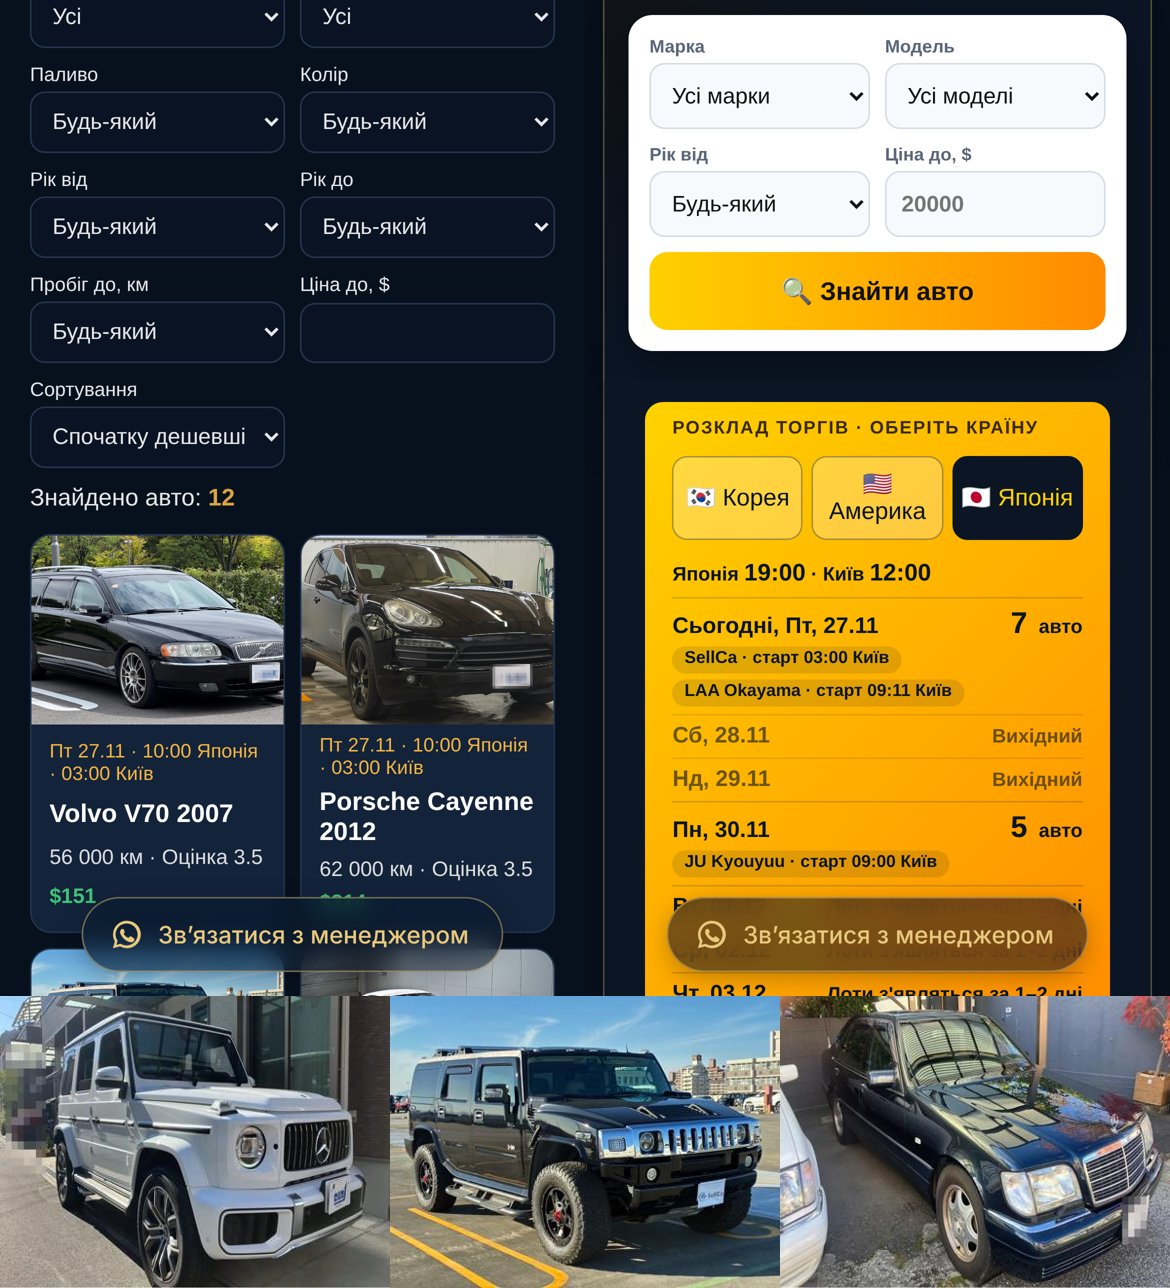 Усі
Усі
Паливо
Колір
Будь-який
Будь-який
Рік від
Рік до
Будь-який
Будь-який
Пробіг до, км
Ціна до, $
Будь-який
Сортування
Спочатку дешевші
Знайдено авто: 12
Пт 27.11 · 10:00 Японія
· 03:00 Київ
Volvo V70 2007
56 000 км · Оцінка 3.5
$151
Пт 27.11 · 10:00 Японія
· 03:00 Київ
Porsche Cayenne
2012
62 000 км · Оцінка 3.5
Зв’язатися з менеджером
Марка
Модель
Усі марки
Усі моделі
Рік від
Ціна до, $
Будь-який
20000
🔍 Знайти авто
РОЗКЛАД ТОРГІВ · ОБЕРІТЬ КРАЇНУ
🇰🇷 Корея
🇺🇸
Америка
🇯🇵 Японія
Японія 19:00 · Київ 12:00
Сьогодні, Пт, 27.11
7 авто
SellCa · старт 03:00 Київ
LAA Okayama · старт 09:11 Київ
Сб, 28.11
Вихідний
Нд, 29.11
Вихідний
Пн, 30.11
5 авто
JU Kyouyuu · старт 09:00 Київ
Зв’язатися з менеджером
Чт, 03.12
Лоти з'являться за 1–2 дні
SellCa